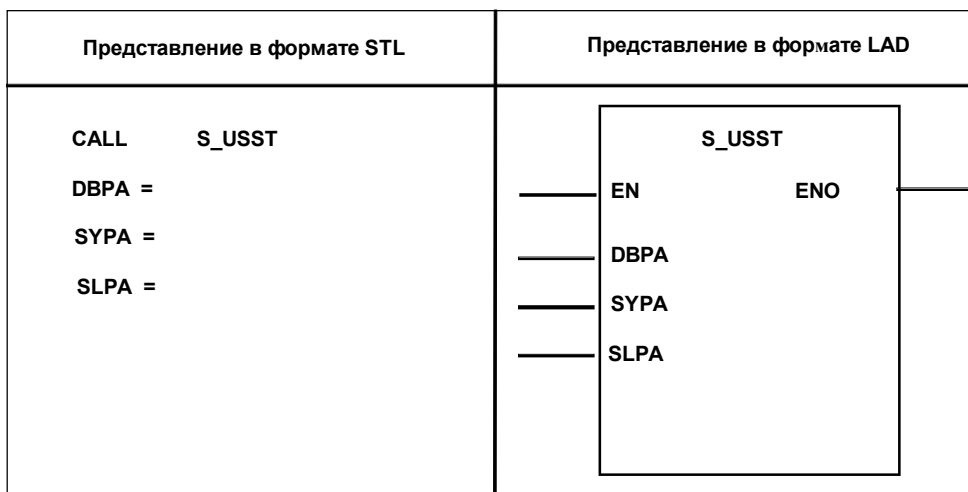 Представление в формате STL
Представление в формате LAD
CALL S_USST
DBPA =
SYPA =
SLPA =
S_USST
EN ENO
DBPA
SYPA
SLPA